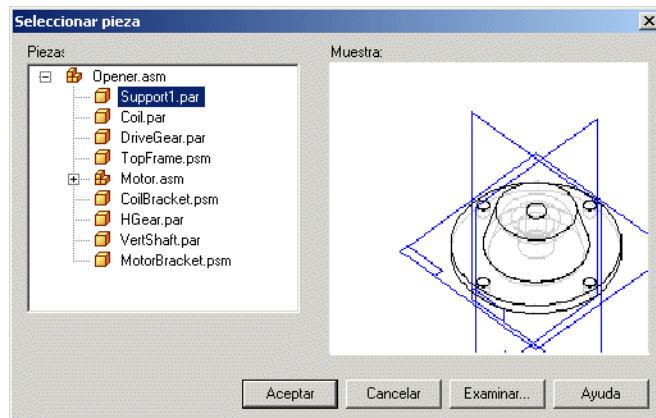 Seleccionar pieza
Piezas:
Muestra:
Opener.asm
Support1.par
Coil.par
DriveGear.par
TopFrame.psm
Motor.asm
CoilBracket.psm
HGear.par
VertShaft.par
MotorBracket.psm
Aceptar
Cancelar
Examinar...
Ayuda